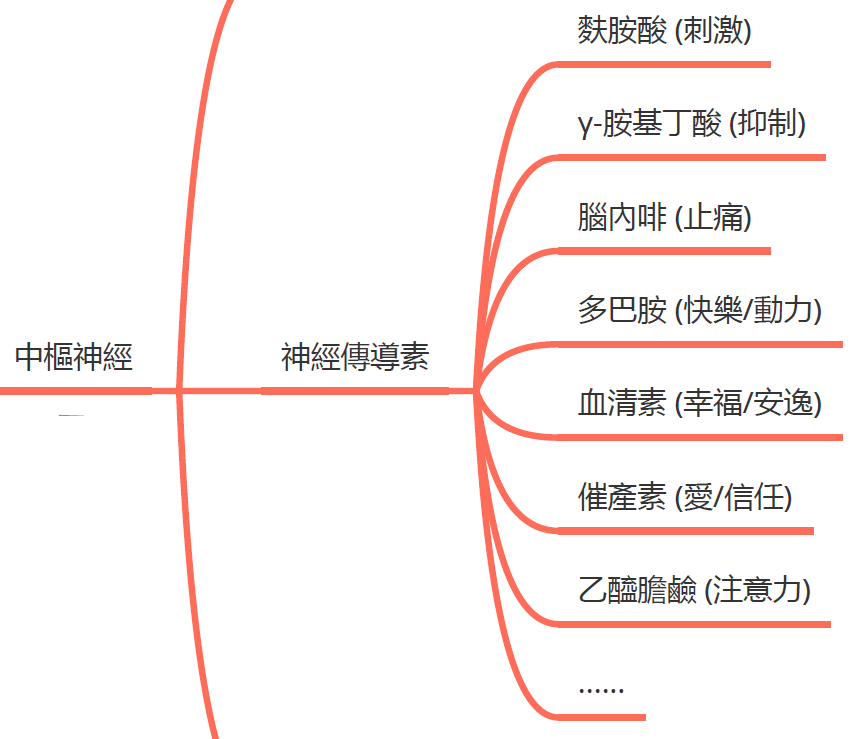 中樞神經
神經傳導素
麩胺酸 (刺激)
γ-胺基丁酸 (抑制)
腦內啡 (止痛)
多巴胺 (快樂/動力)
血清素 (幸福/安逸)
催產素 (愛/信任)
乙醯膽鹼 (注意力)
......